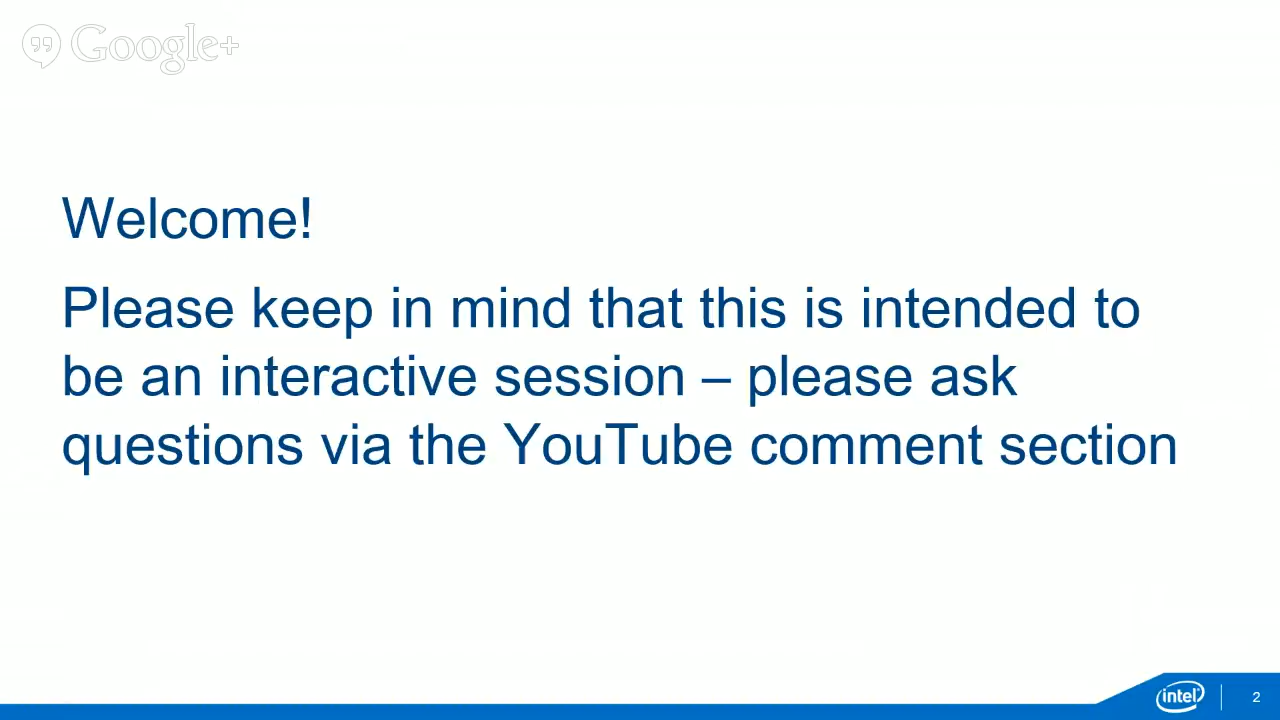 Google+
Welcome!
Please keep in mind that this is intended to
be an interactive session – please ask
questions via the YouTube comment section
intel
2